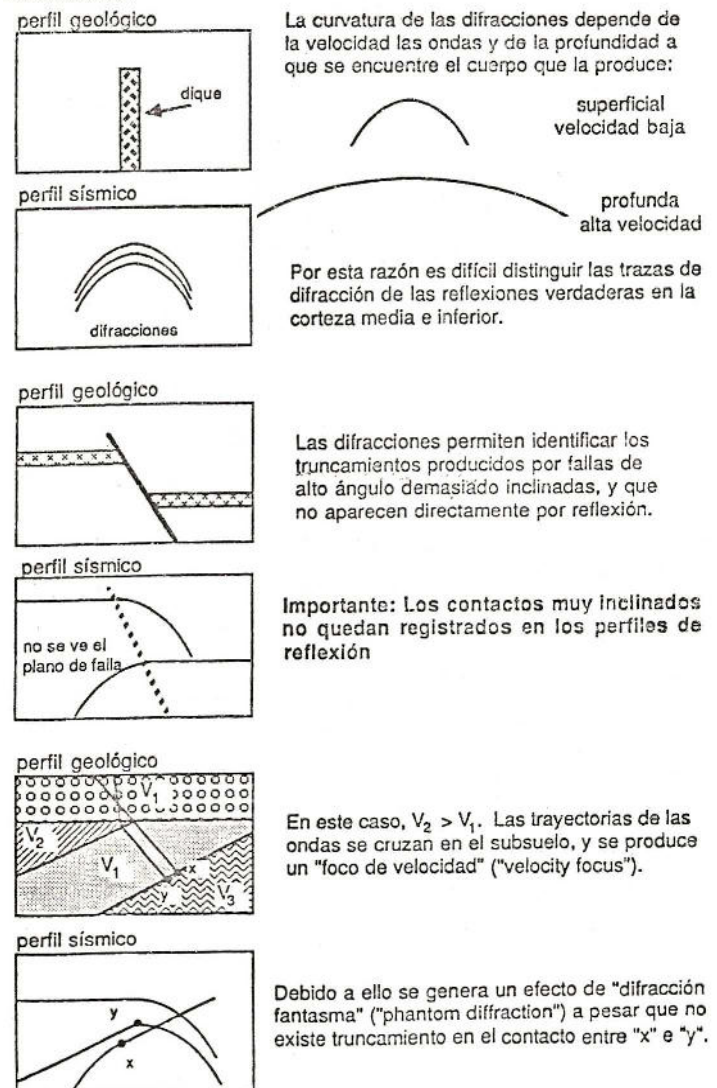 perfil geológico
dique
La curvatura de las difracciones depende de
la velocidad las ondas y de la profundidad a
que se encuentre el cuerpo que la produce:
superficial
velocidad baja
perfil sísmico
difracciones
profunda
alta velocidad
Por esta razón es difícil distinguir las trazas de
difracción de las reflexiones verdaderas en la
corteza media e inferior.
perfil geológico
x x x x x x x
x x x x x
Las difracciones permiten identificar los
truncamientos producidos por fallas de
alto ángulo demasiado inclinadas, y que
no aparecen directamente por reflexión.
perfil sísmico
no se ve el
plano de falla
Importante: Los contactos muy inclinados
no quedan registrados en los perfiles de
reflexión
perfil geológico
V1
V2
V1
x
y
V3
En este caso, V2 > V1. Las trayectorias de las
ondas se cruzan en el subsuelo, y se produce
un "foco de velocidad" ("velocity focus").
perfil sísmico
y
x
Debido a ello se genera un efecto de "difracción
fantasma" ("phantom diffraction") a pesar que no
existe truncamiento en el contacto entre "x" e "y".